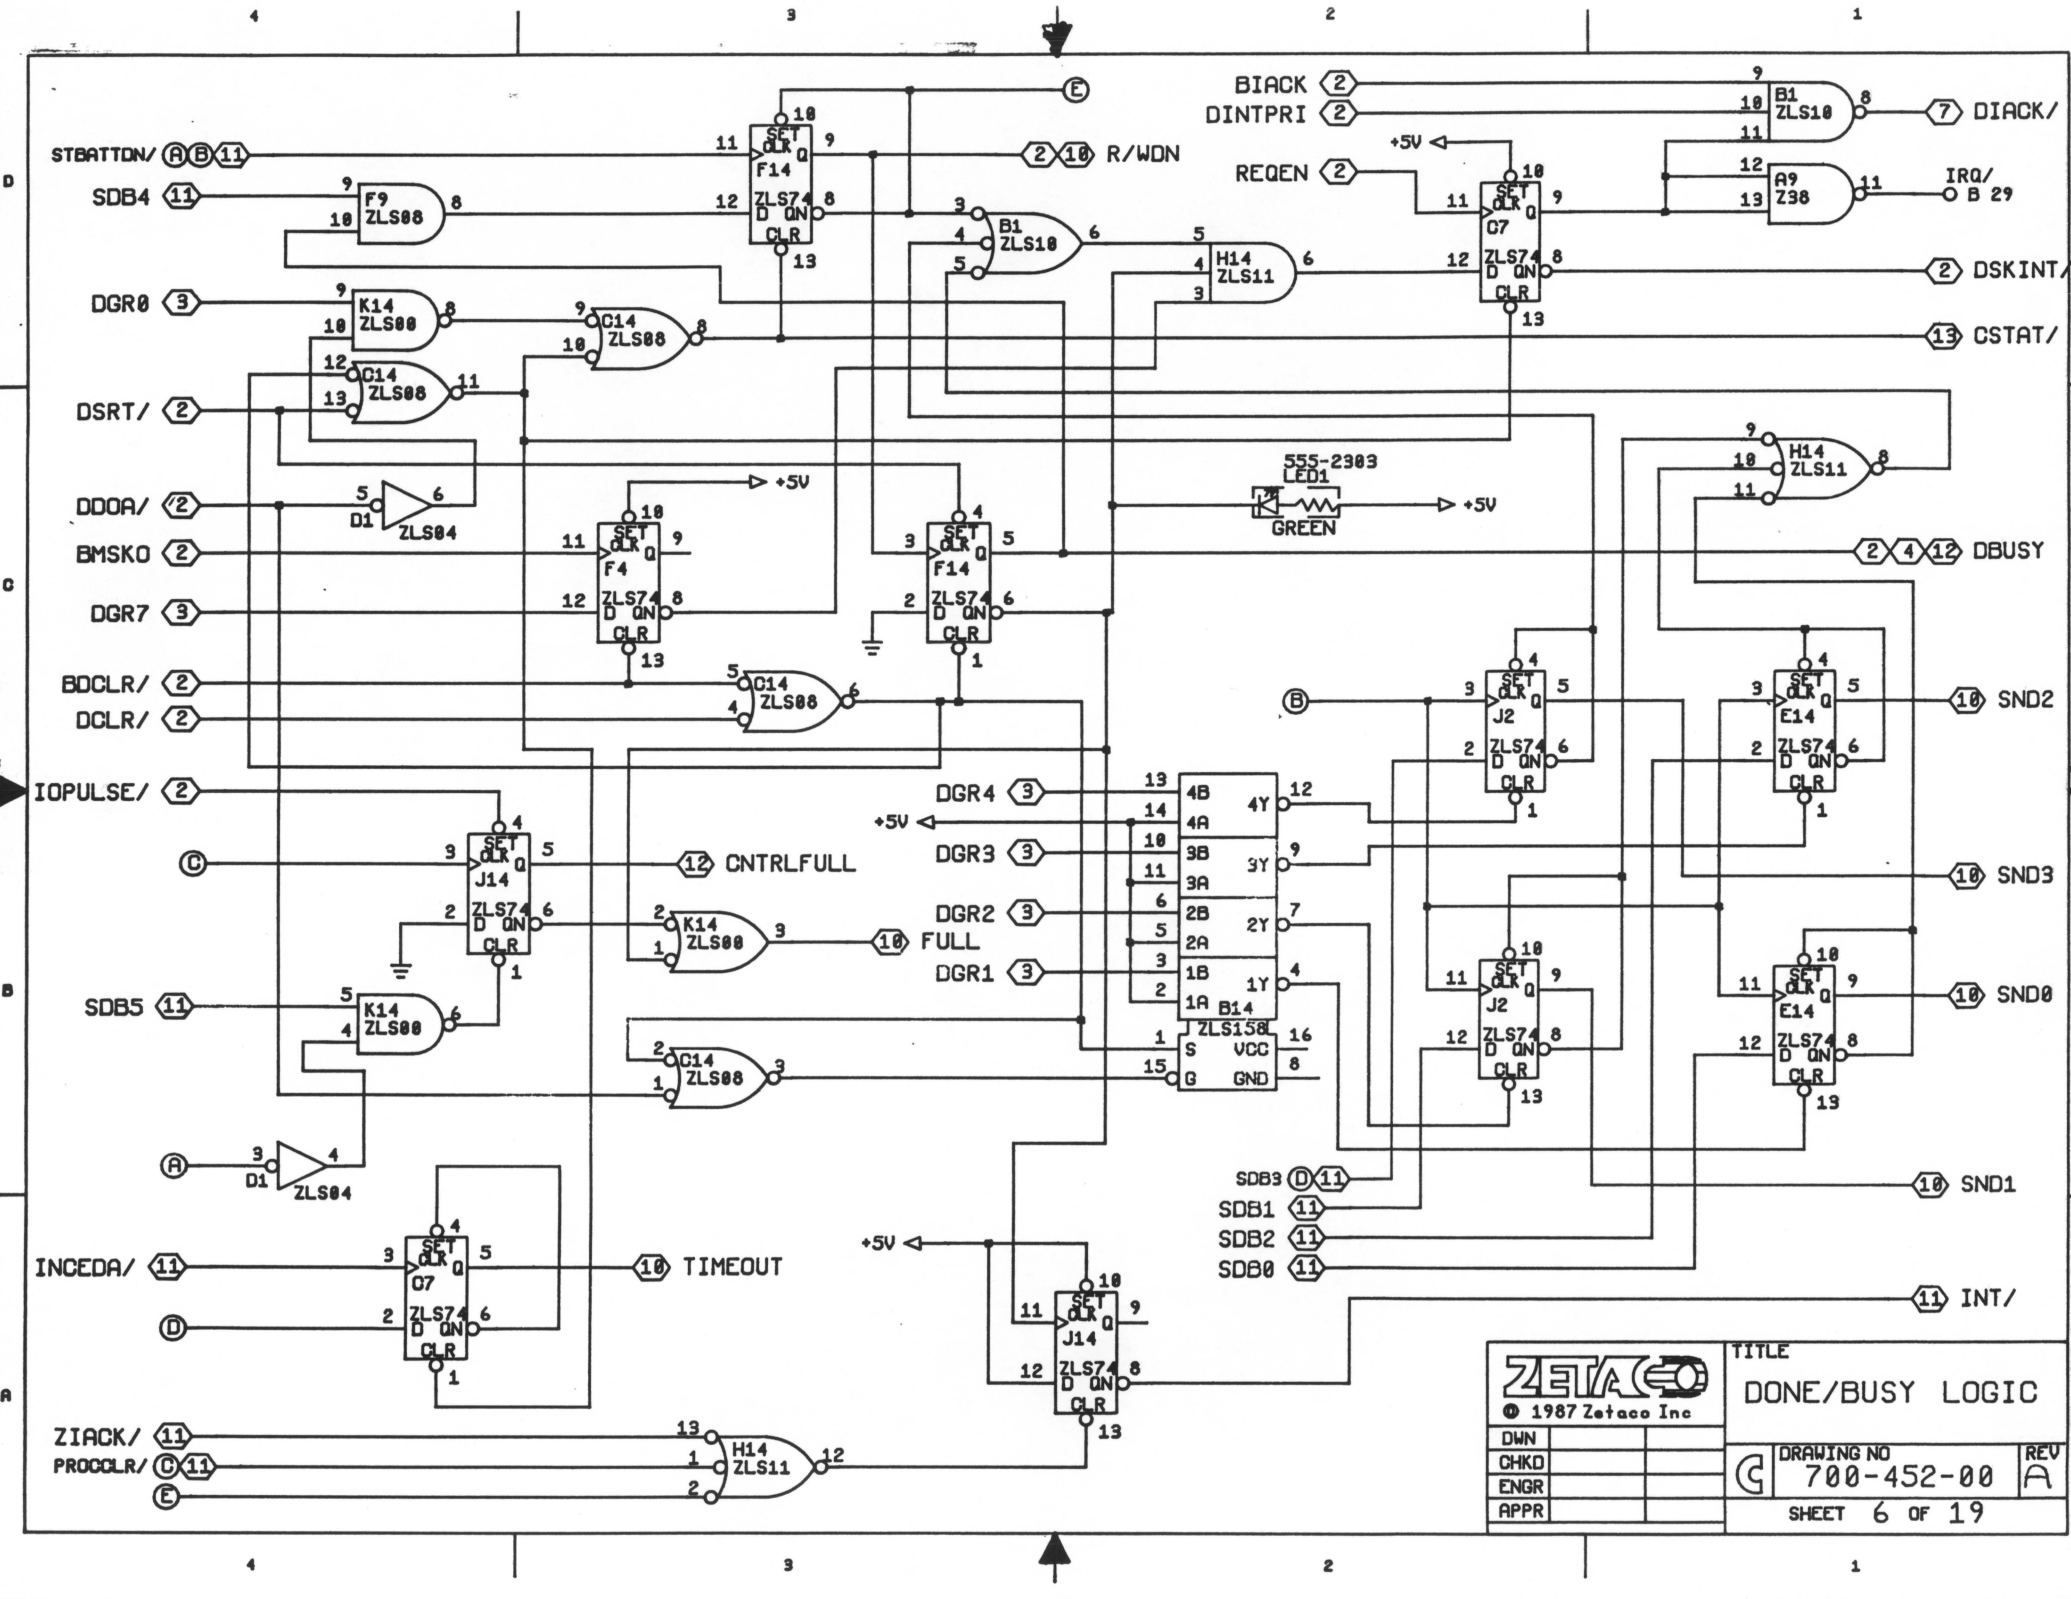 4 3 2 1
D
C
B
A
STBATTDN/ A B 11
SDB4 11
DGR0 3
DSRT/ 2
DDOA/ 2
BMSKO 2
DGR7 3
BDCLR/ 2
DCLR/ 2
IOPULSE/ 2
C
SDB5 11
A
INCEDA/ 11
D
ZIACK/ 11
PROCCLR/ C 11
E
9
10
F9
ZLS08
8
9
10
K14
ZLS00
8
12
13
C14
ZLS08
11
9
10
C14
ZLS08
8
11
12
10
SET
CLK Q
F14
ZLS74
D QN
CLR
13
9
8
E
2 10 R/WDN
3
4
5
B1
ZLS10
6
5
4
3
H14
ZLS11
6
BIACK 2
DINTPRI 2
REQEN 2
+5V
9
10
11
B1
ZLS10
8
7 DIACK/
12
13
A9
Z38
11
IRQ/
B 29
11
12
10
SET
CLK Q
C7
ZLS74
D QN
CLR
13
9
8
2 DSKINT/
13 CSTAT/
5
D1
6
ZLS04
+5V
11
12
10
SET
CLK Q
F4
ZLS74
D QN
CLR
13
9
8
3
2
4
SET
CLK Q
F14
ZLS74
D QN
CLR
1
5
6
555-2303
LED1
GREEN
+5V
9
10
11
H14
ZLS11
8
2 4 12 DBUSY
5
4
C14
ZLS08
6
B
3
2
4
SET
CLK Q
J2
ZLS74
D QN
CLR
1
5
6
3
2
4
SET
CLK Q
E14
ZLS74
D QN
CLR
1
5
6
10 SND2
10 SND3
3
2
4
SET
CLK Q
J14
ZLS74
D QN
CLR
1
5
6
12 CNTRLFULL
2
1
K14
ZLS00
3
10 FULL
5
4
K14
ZLS00
6
DGR4 3
+5V
DGR3 3
DGR2 3
DGR1 3
13 4B
14 4A
4Y 12
10 3B
11 3A
3Y 9
6 2B
5 2A
2Y 7
3 1B
2 1A
1Y 4
B14
ZLS158
1 S VCC 16
15 G GND 8
2
1
C14
ZLS08
3
11
12
10
SET
CLK Q
J2
ZLS74
D QN
CLR
13
9
8
11
12
10
SET
CLK Q
E14
ZLS74
D QN
CLR
13
9
8
10 SND0
3
D1
4
ZLS04
SDB3 D 11
SDB1 11
SDB2 11
SDB0 11
10 SND1
3
2
4
SET
CLK Q
C7
ZLS74
D QN
CLR
1
5
6
10 TIMEOUT
+5V
11
12
10
SET
CLK Q
J14
ZLS74
D QN
CLR
13
9
8
11 INT/
13
1
2
H14
ZLS11
12
ZETACO
© 1987 Zetaco Inc
DWN
CHKD
ENGR
APPR
TITLE
DONE/BUSY LOGIC
C
DRAWING NO
700-452-00
REV
A
SHEET 6 OF 19
4 3 2 1